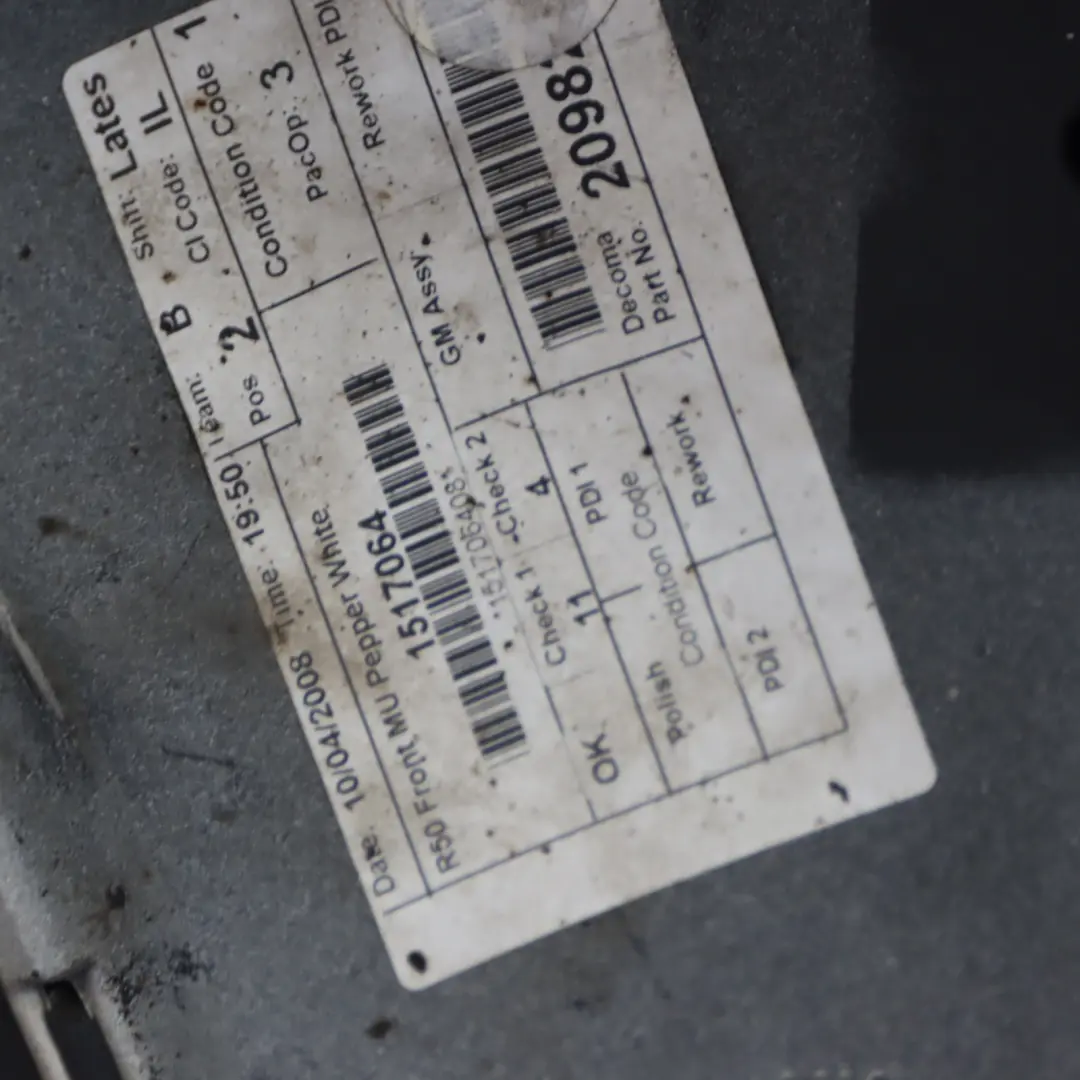 Date: 10/04/2008 Time: 19:50 Team: B Shift: Lates
R50 Front, MU Pepper White. Pos 2 CI Code: IL
1517064 Condition Code 1
*151706408* PacOp: 3
Check 1 Check 2 GM Assy. Rework PDI
OK: 11 4
Polish PDI 1
Condition Code
PDI 2 Rework
Decoma
Part No. 2098